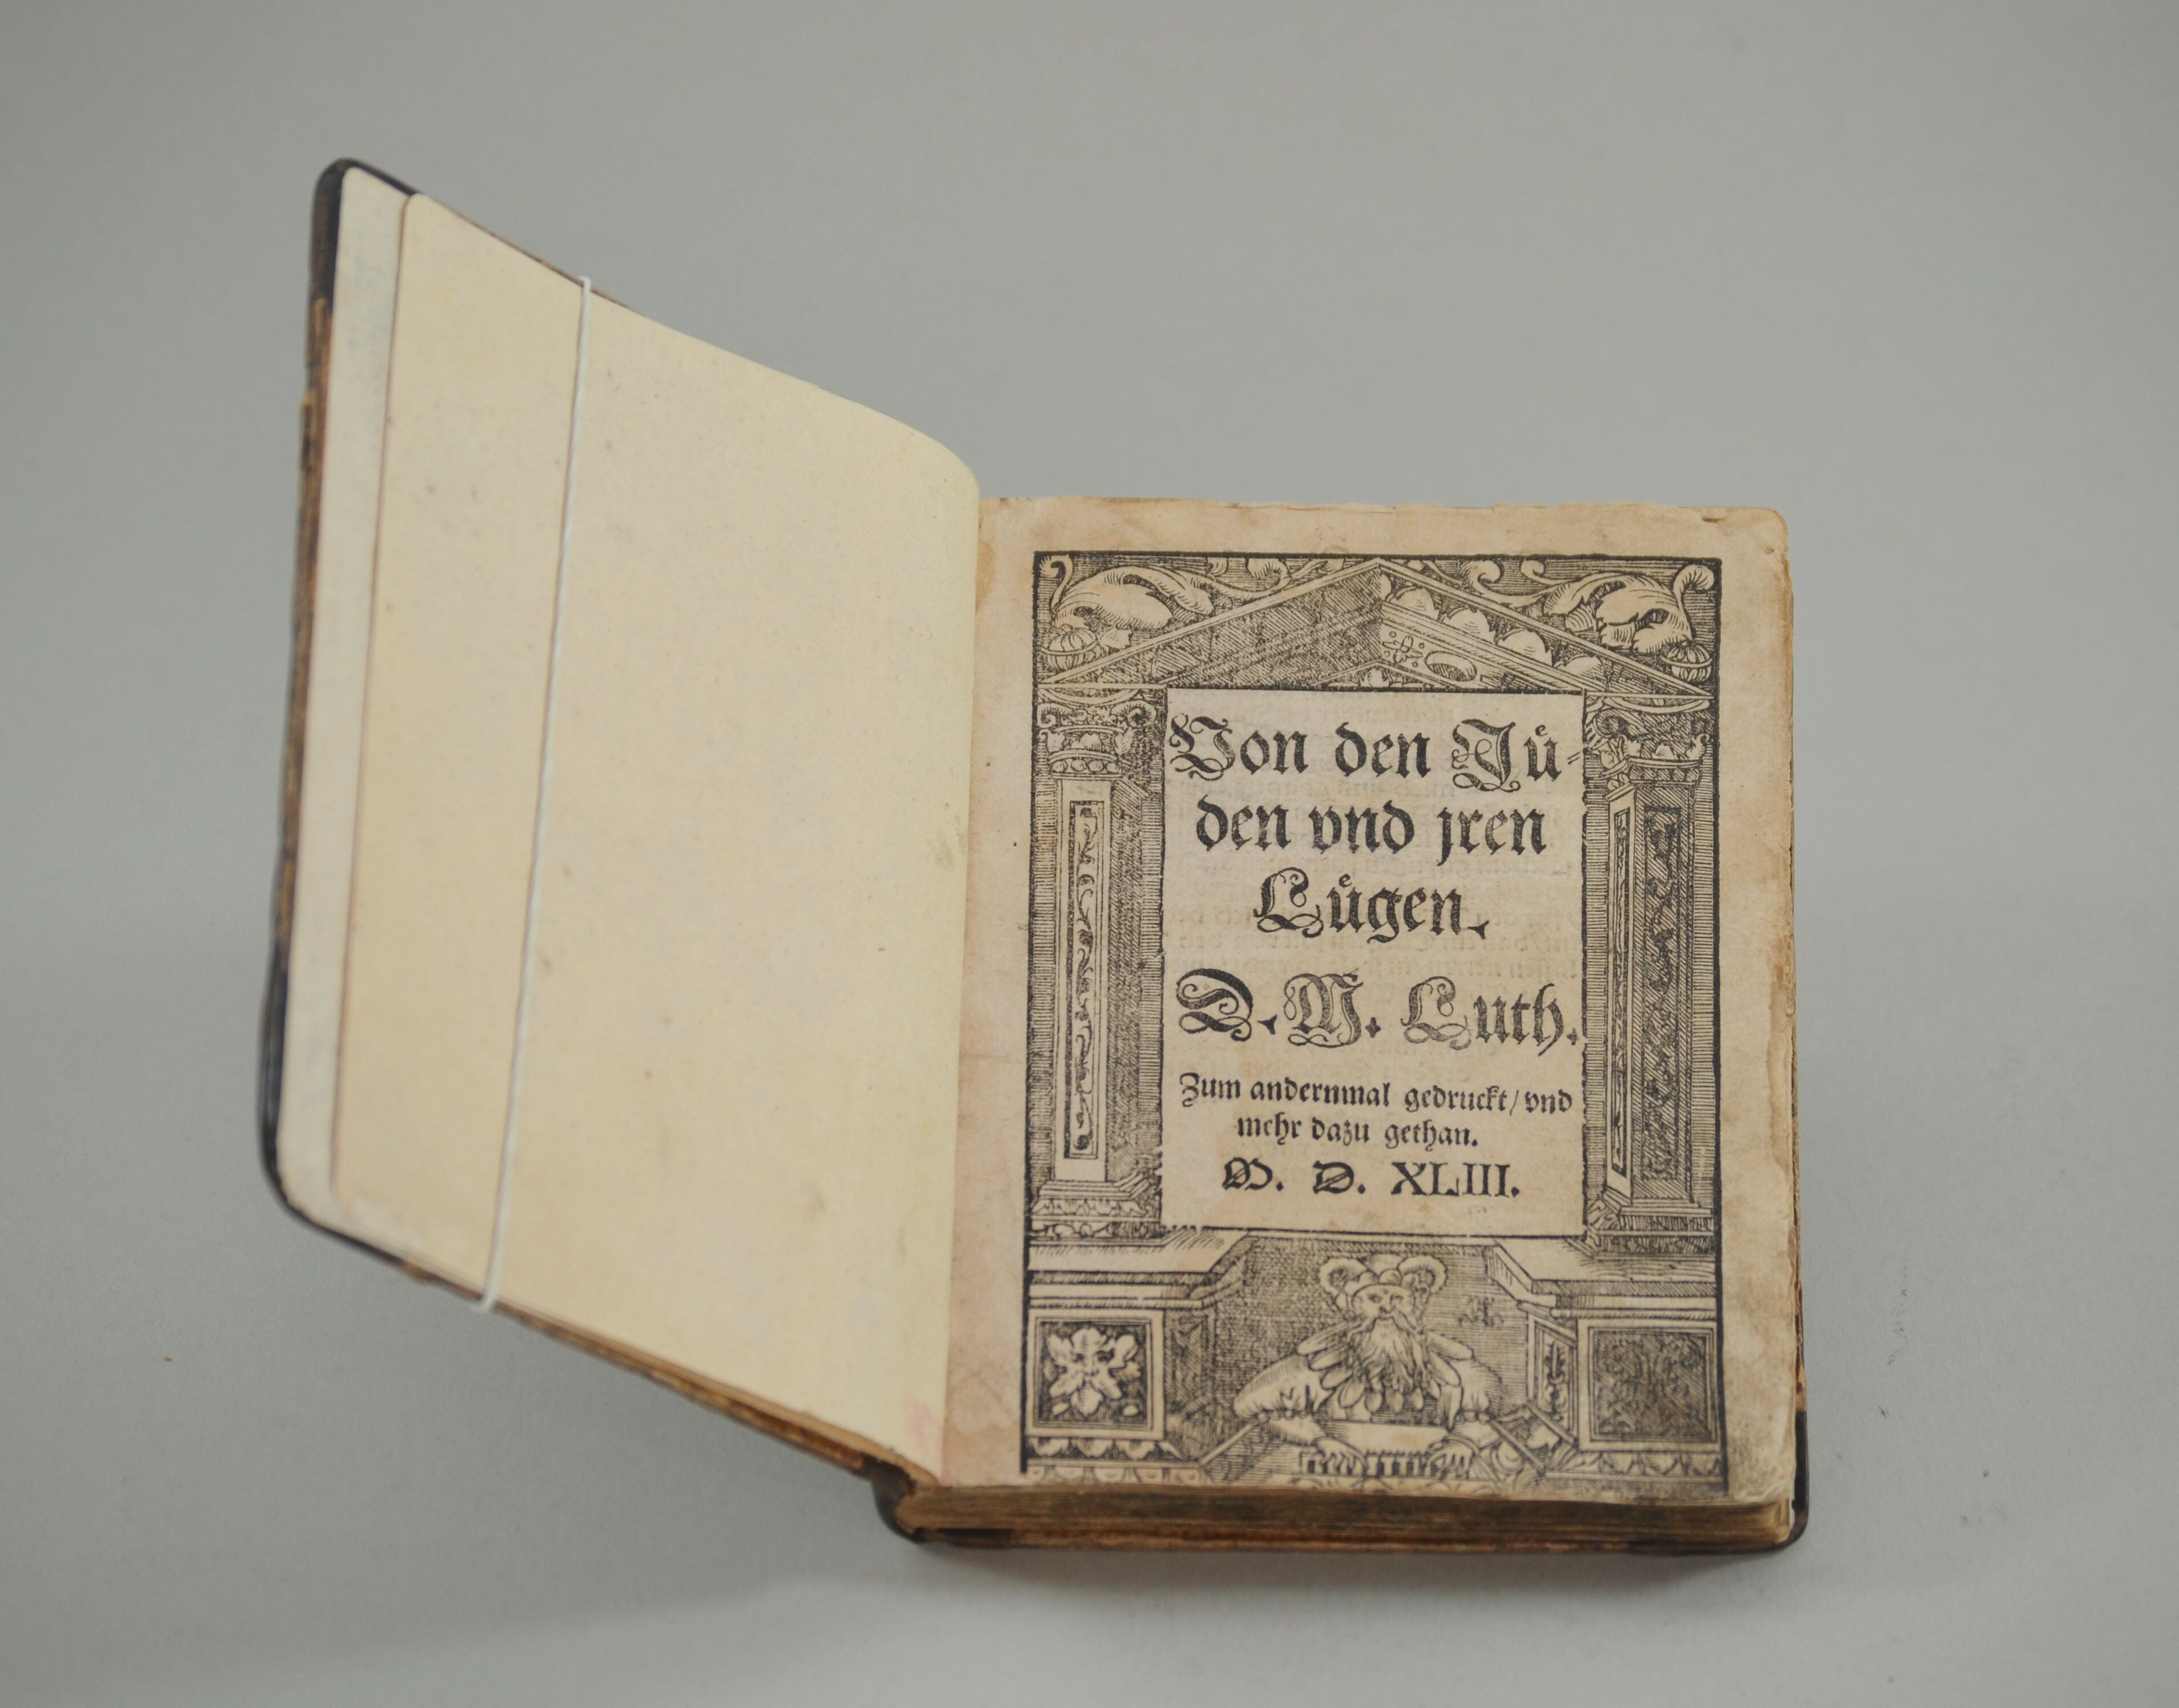 Von den Jü-
den vnd jren
Lügen.
D. M. Luth.
Zum andernmal gedruckt / vnd
mehr dazu gethan.
M. D. XLIII.